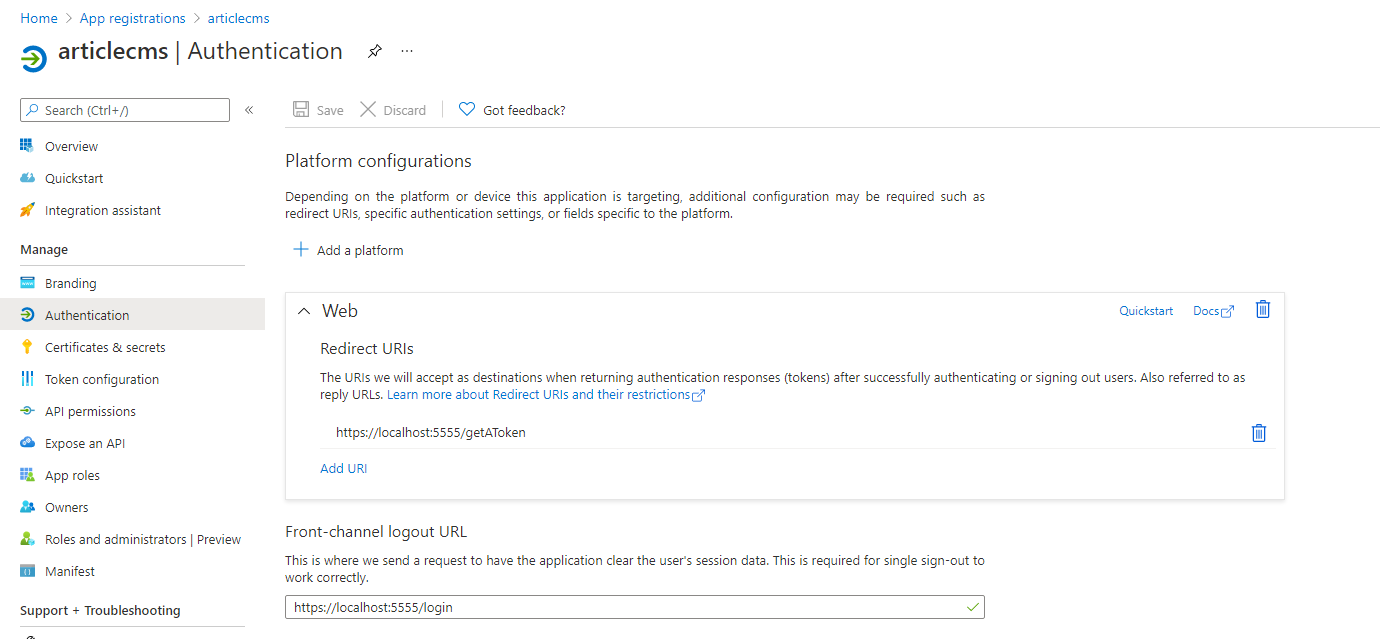 Home > App registrations > articlecms
articlecms | Authentication ...
Search (Ctrl+/)
«
Save
Discard
Got feedback?
Overview
Quickstart
Integration assistant
Manage
Branding
Authentication
Certificates & secrets
Token configuration
API permissions
Expose an API
App roles
Owners
Roles and administrators | Preview
Manifest
Support + Troubleshooting
Platform configurations
Depending on the platform or device this application is targeting, additional configuration may be required such as
redirect URIs, specific authentication settings, or fields specific to the platform.
Add a platform
Web
Quickstart
Docs
Redirect URIs
The URIs we will accept as destinations when returning authentication responses (tokens) after successfully authenticating or signing out users. Also referred to as
reply URLs. Learn more about Redirect URIs and their restrictions
https://localhost:5555/getAToken
Add URI
Front-channel logout URL
This is where we send a request to have the application clear the user's session data. This is required for single sign-out to
work correctly.
https://localhost:5555/login